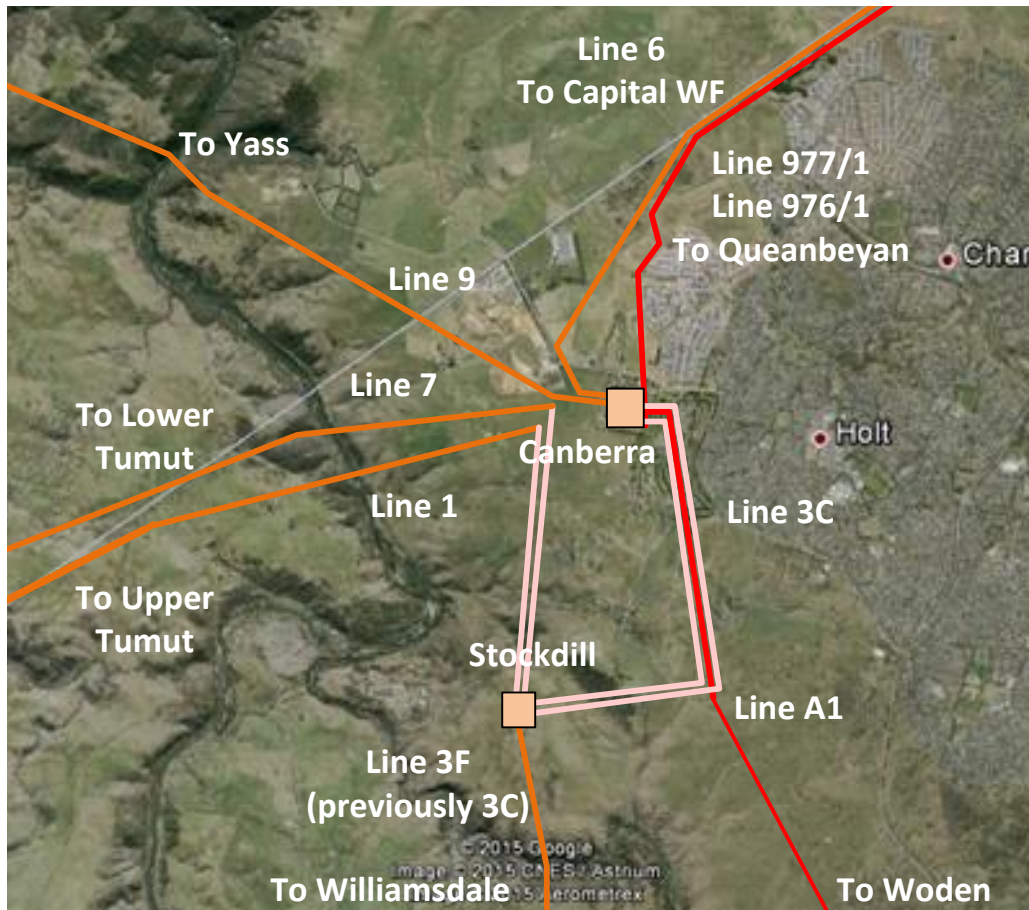 Line 6
To Capital WF
To Yass
Line 977/1
Line 976/1
To Queanbeyan
Char
Line 9
Line 7
To Lower
Tumut
Holt
Canberra
Line 1
Line 3C
To Upper
Tumut
Stockdill
Line A1
Line 3F
(previously 3C)
© 2015 Google
Image © 2015 CNES / Astrium
To Williamsdale
2015 Aerometrex
To Woden